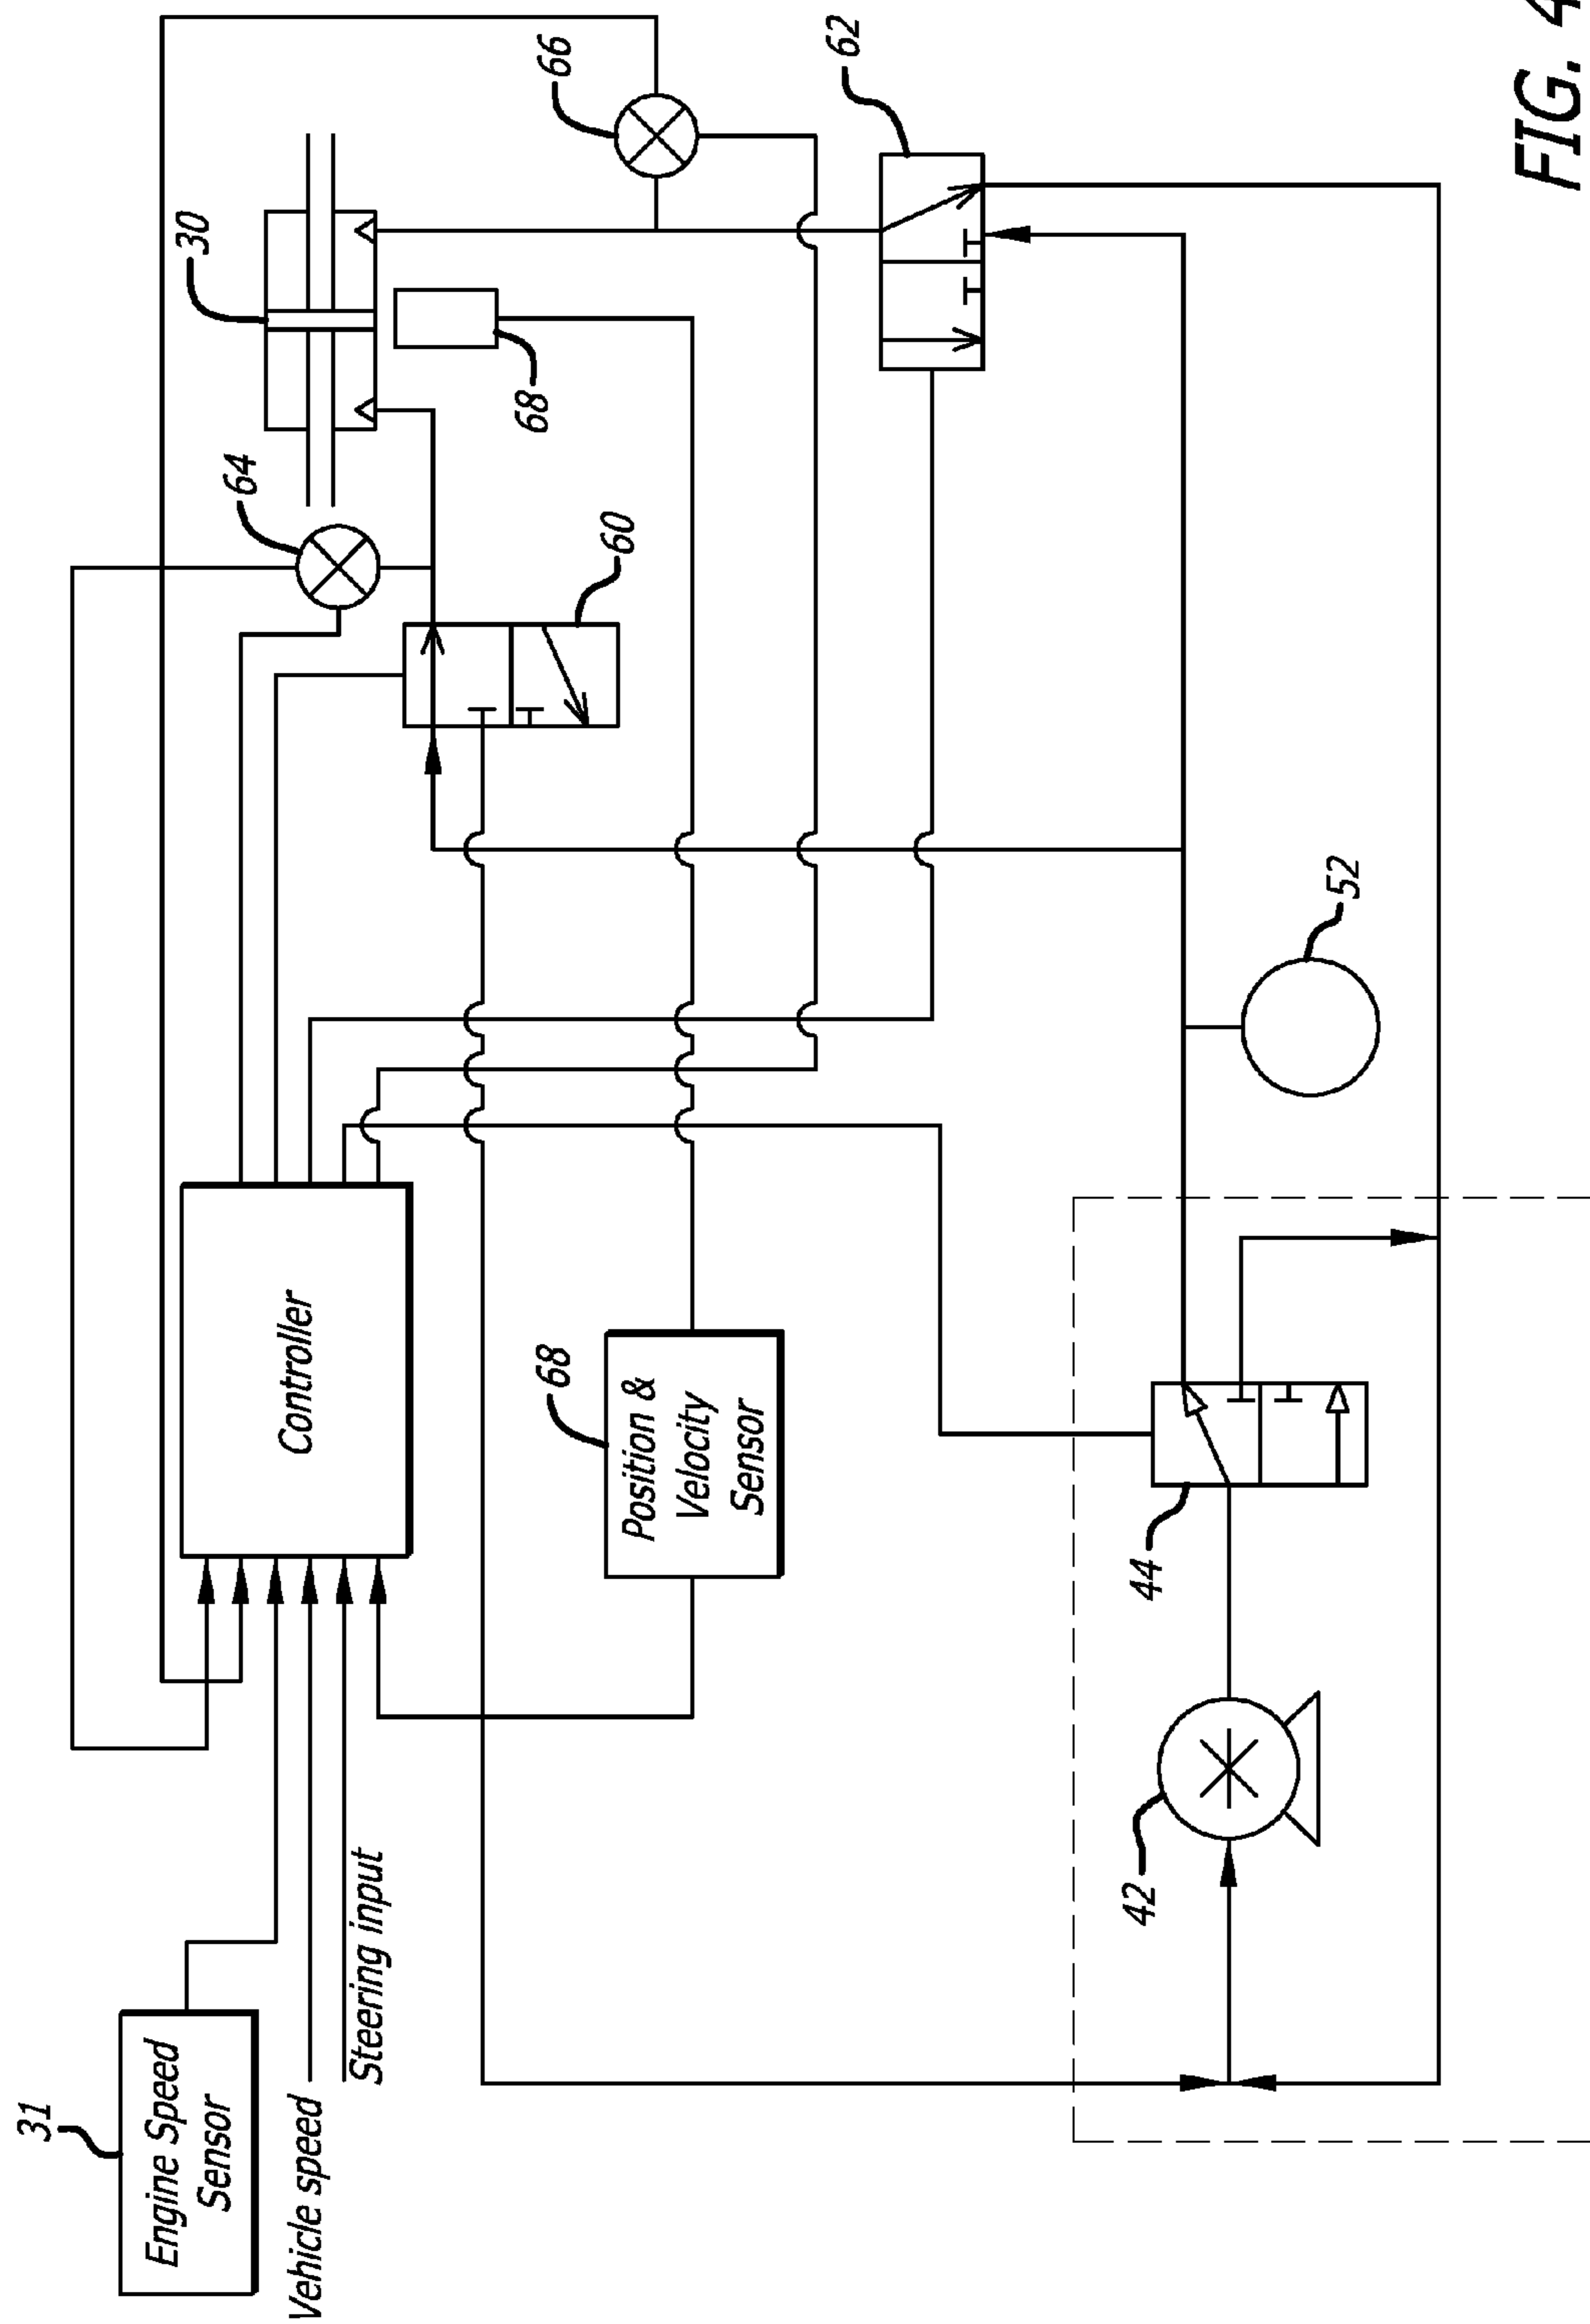 31
Engine Speed
Sensor
Vehicle speed
Steering input
Controller
64
30
66
60
68
62
68
Position &
Velocity
Sensor
42
44
52
FIG. 4